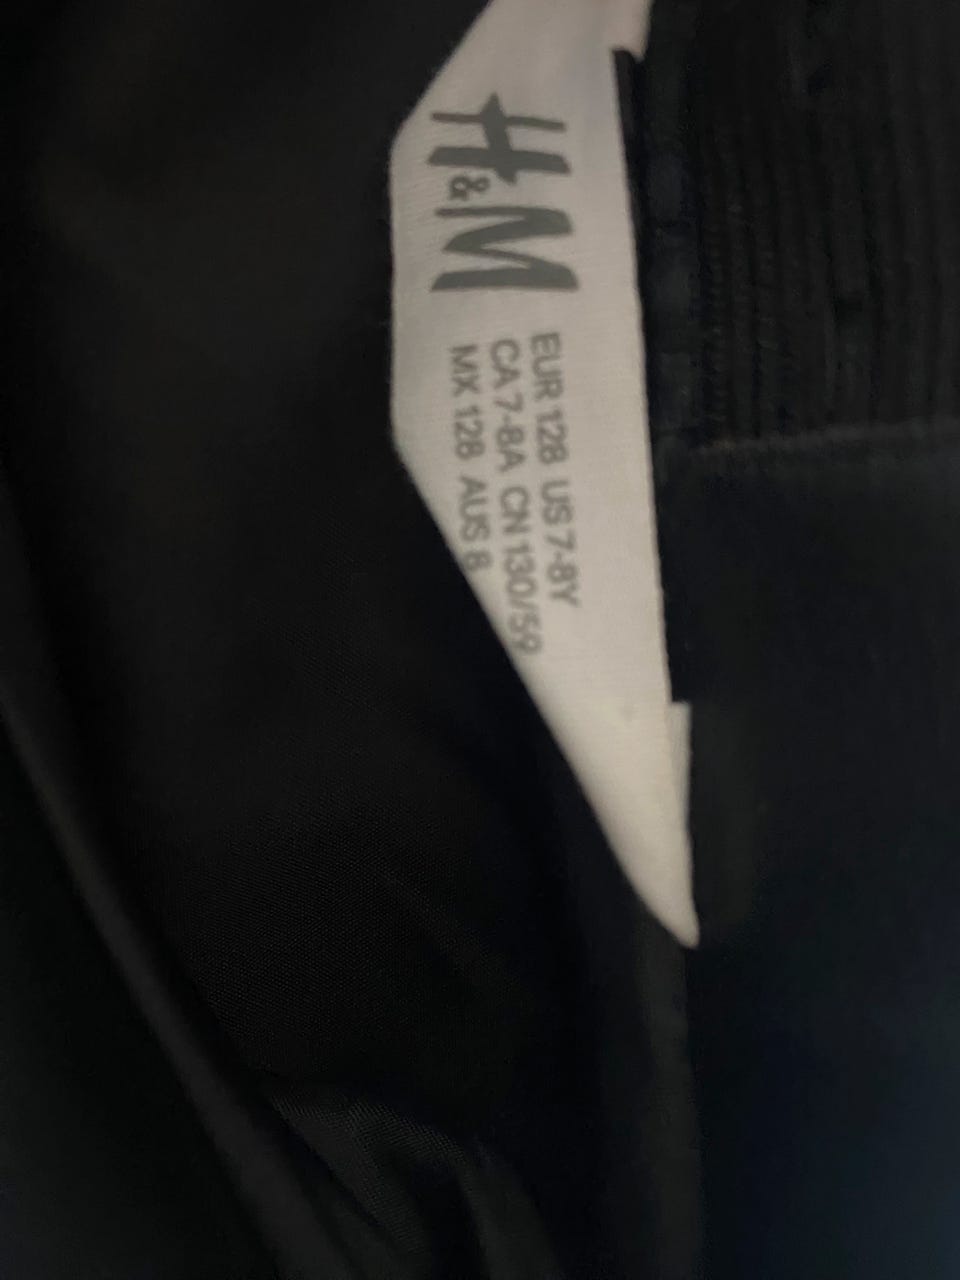 H&M
EUR 128 US 7-8Y
CA 7-8A CN 130/59
MX 128 AUS 8